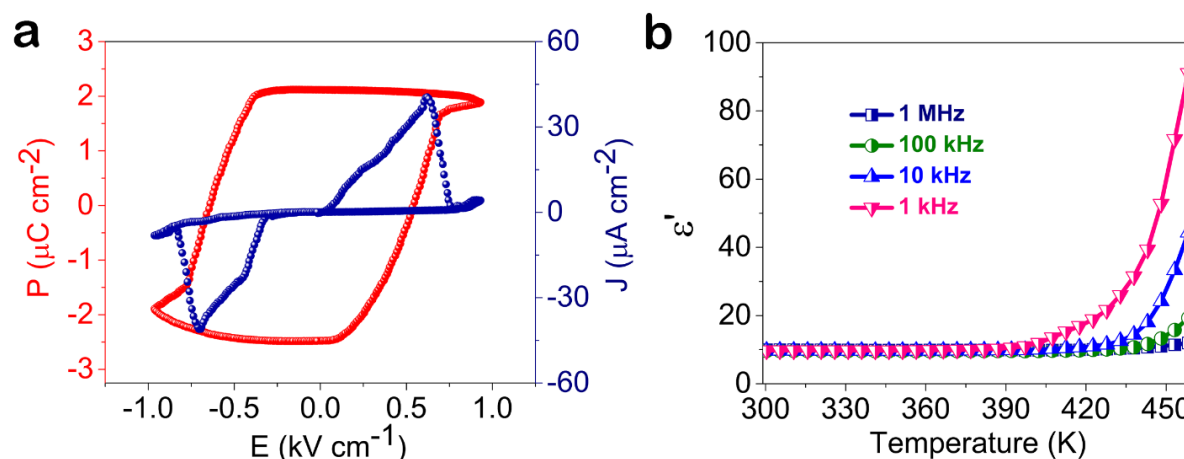 a
3
2
1
0
-1
-2
-3
P (μC cm-2)
60
30
0
-30
-60
J (μA cm-2)
-1.0 -0.5 0.0 0.5 1.0
E (kV cm-1)
b
100
80
60
40
20
0
ε'
1 MHz
100 kHz
10 kHz
1 kHz
300 330 360 390 420 450
Temperature (K)